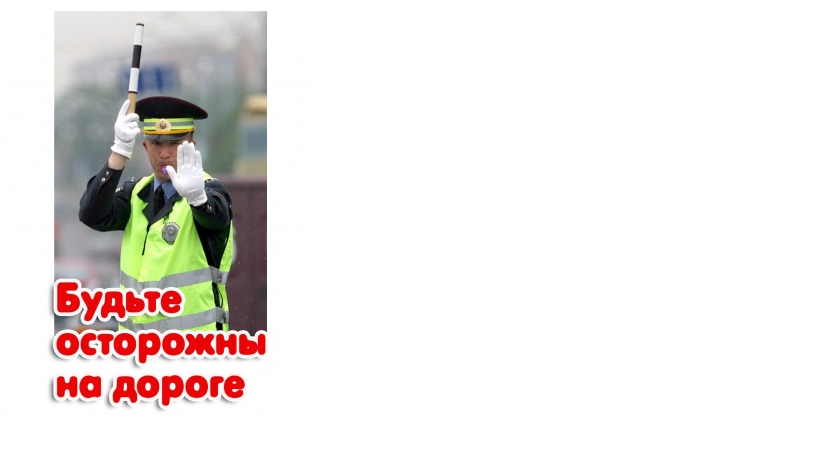 Будьте
осторожны
на дороге